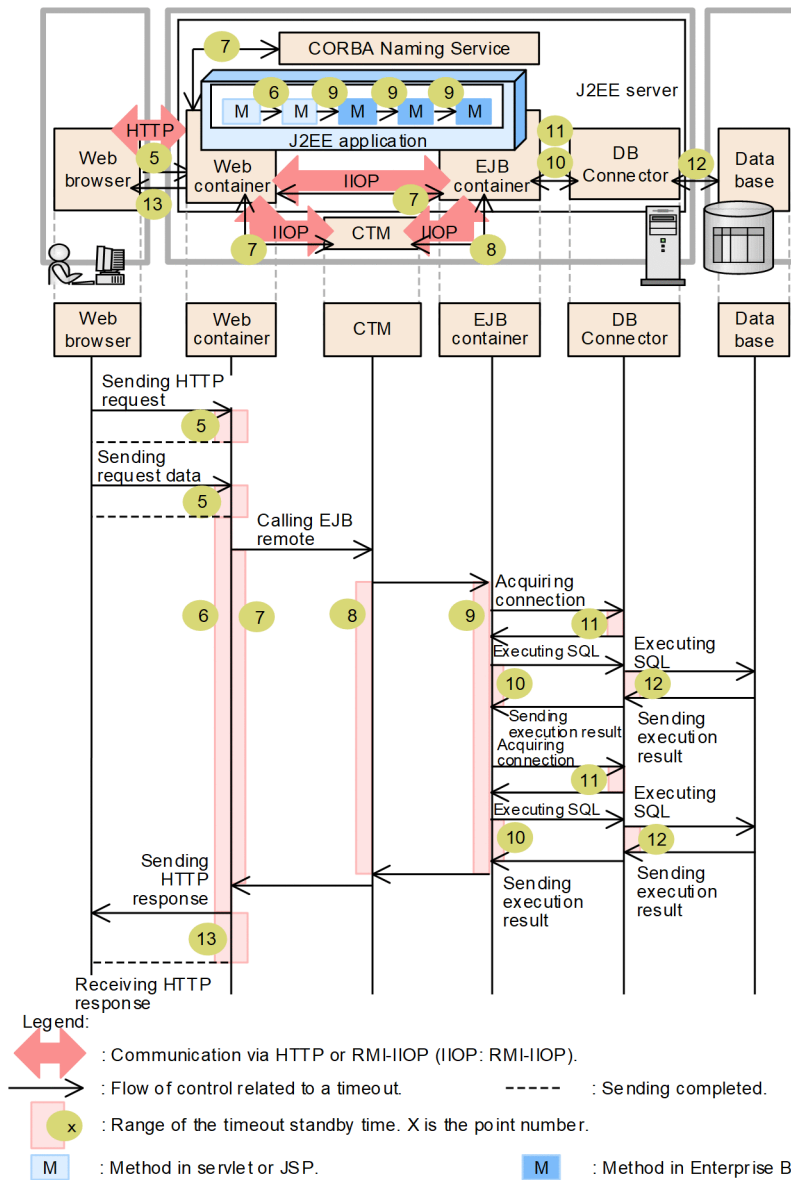 7
CORBA Naming Service
6
9
9
9
M
M
M
M
M
J2EE application
J2EE server
HTTP
5
13
Web
browser
Web
container
IIOP
7
EJB
container
11
10
DB
Connector
12
Data
base
IIOP
7
CTM
IIOP
8
Web
browser
Web
container
CTM
EJB
container
DB
Connector
Data
base
Sending HTTP
request
5
Sending
request data
5
Calling EJB
remote
6
7
8
9
Acquiring
connection
11
Executing SQL
Executing
SQL
10
12
Sending
execution result
Sending
execution
result
Acquiring
connection
11
Executing SQL
Executing
SQL
10
12
Sending
HTTP
response
Sending
execution
result
Sending
execution
result
13
Receiving HTTP
response
Legend:
: Communication via HTTP or RMI-IIOP (IIOP: RMI-IIOP).
: Flow of control related to a timeout.
: Sending completed.
x
: Range of the timeout standby time. X is the point number.
M
: Method in servlet or JSP.
M
: Method in Enterprise B